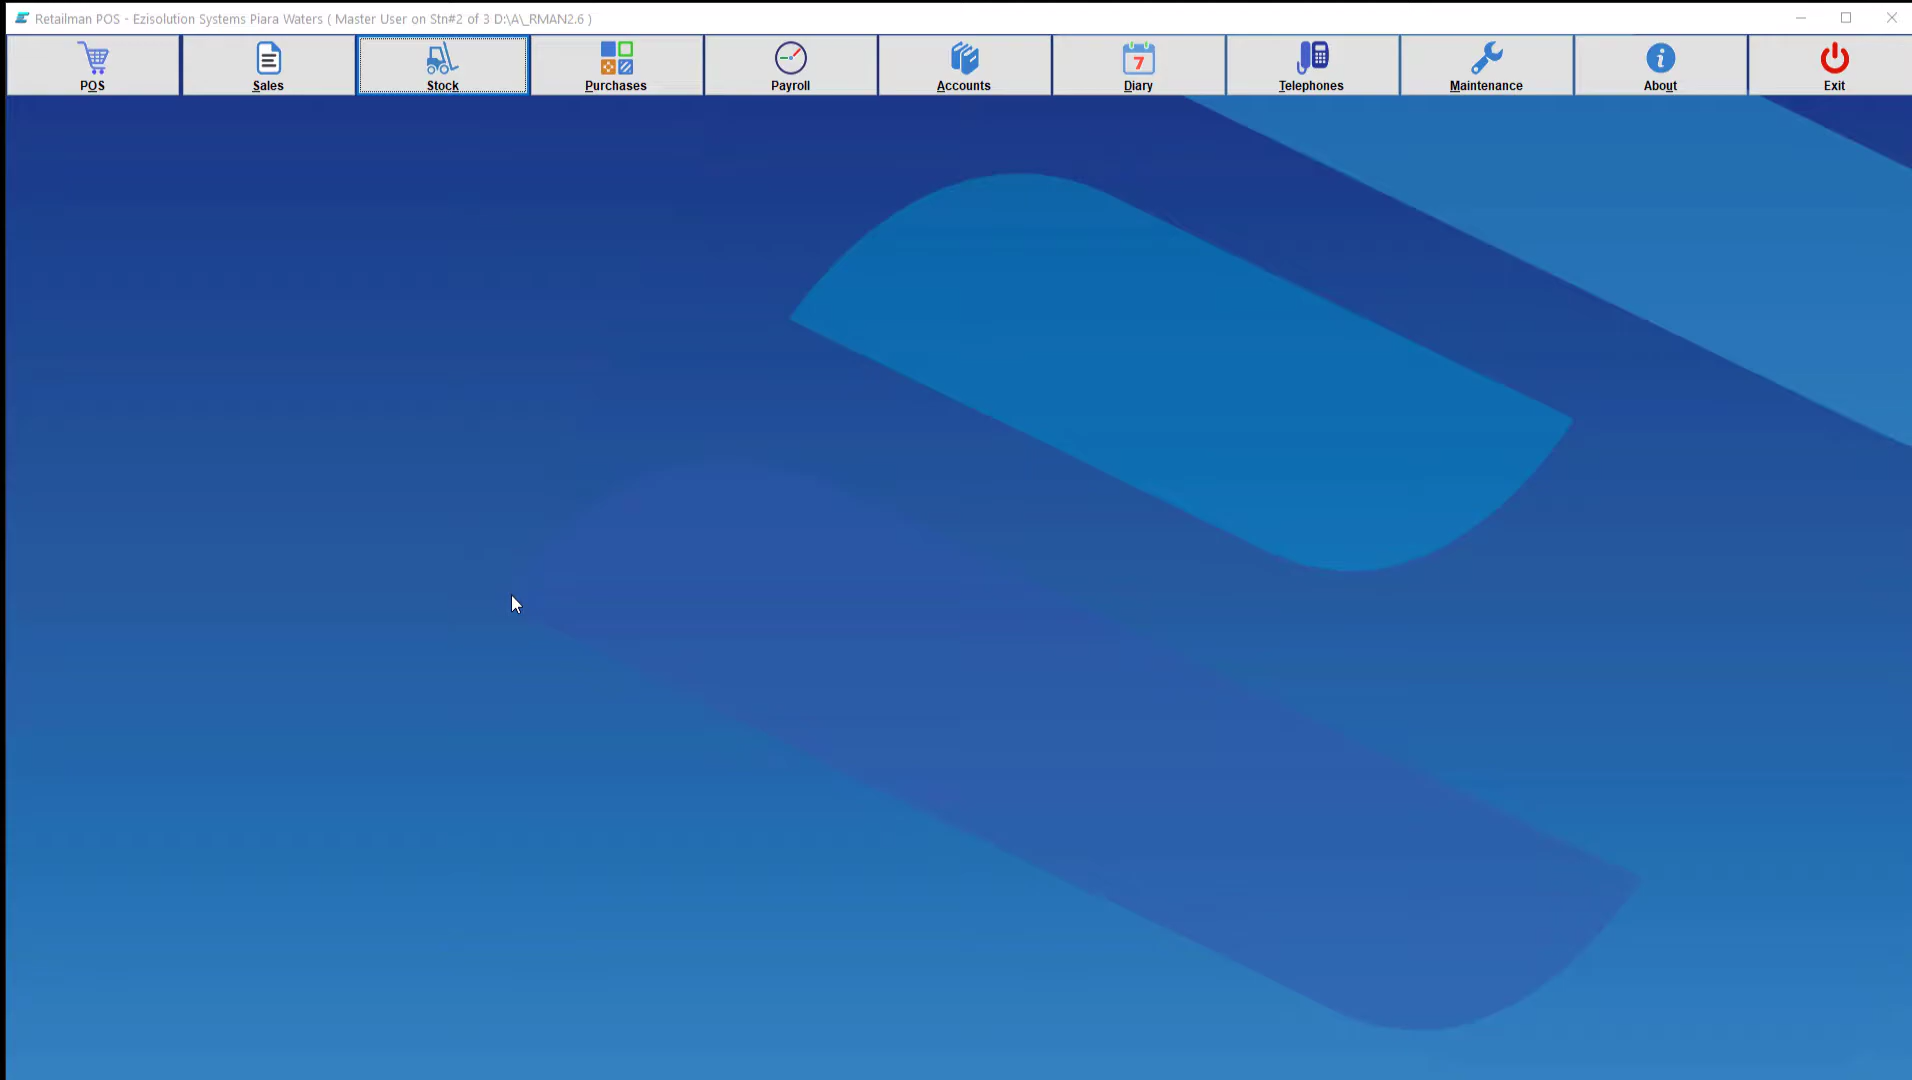 Retailman POS - Ezisolution Systems Piara Waters ( Master User on Stn#2 of 3 D:\A\_RMAN2.6 )
POS Sales Stock Purchases Payroll Accounts Diary Telephones Maintenance About Exit
7